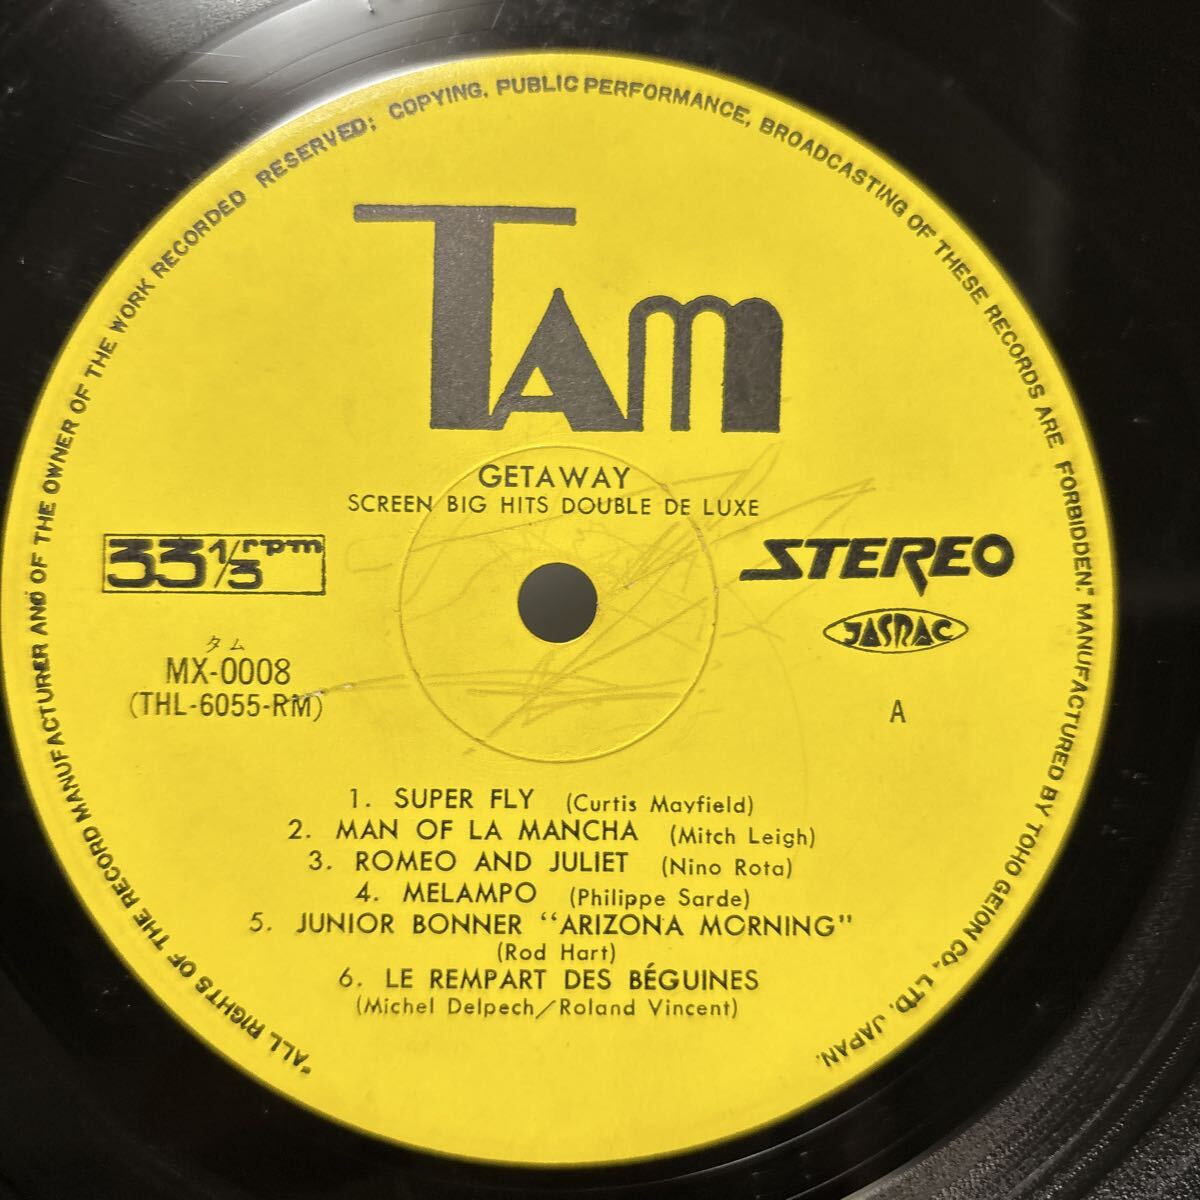 "ALL RIGHTS OF THE RECORD MANUFACTURER AND OF THE OWNER OF THE WORK RECORDED RESERVED; COPYING, PUBLIC PERFORMANCE, BROADCASTING OF THESE RECORDS ARE FORBIDDEN." MANUFACTURED BY TOHO GEION CO., LTD. JAPAN.
TAM
GETAWAY
SCREEN BIG HITS DOUBLE DE LUXE
33 1/3 rpm
STEREO
JASRAC
タム
MX-0008
(THL-6055-RM)
A
1. SUPER FLY (Curtis Mayfield)
2. MAN OF LA MANCHA (Mitch Leigh)
3. ROMEO AND JULIET (Nino Rota)
4. MELAMPO (Philippe Sarde)
5. JUNIOR BONNER "ARIZONA MORNING"
(Rod Hart)
6. LE REMPART DES BÉGUINES
(Michel Delpech/Roland Vincent)